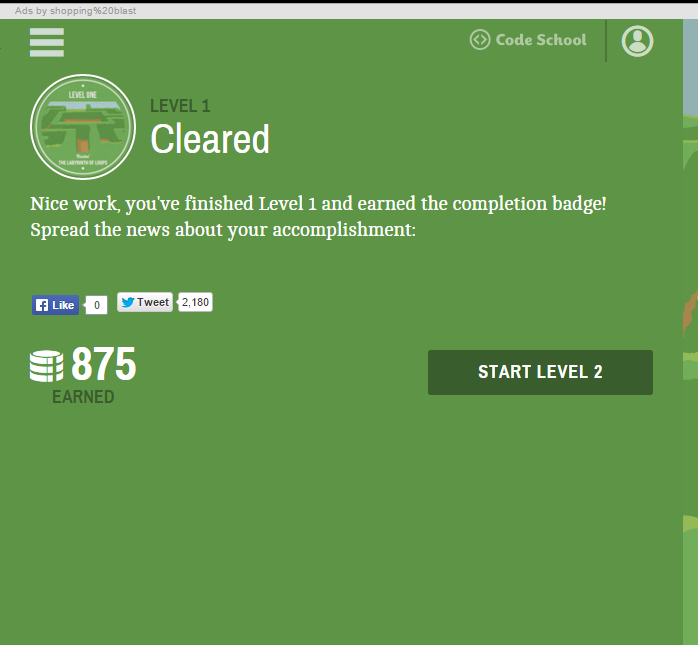 Ads by shopping%20blast
Code School
LEVEL ONE
THE LABYRINTH OF LOOPS
LEVEL 1
Cleared
Nice work, you've finished Level 1 and earned the completion badge!
Spread the news about your accomplishment:
Like 0 Tweet 2,180
875
EARNED
START LEVEL 2